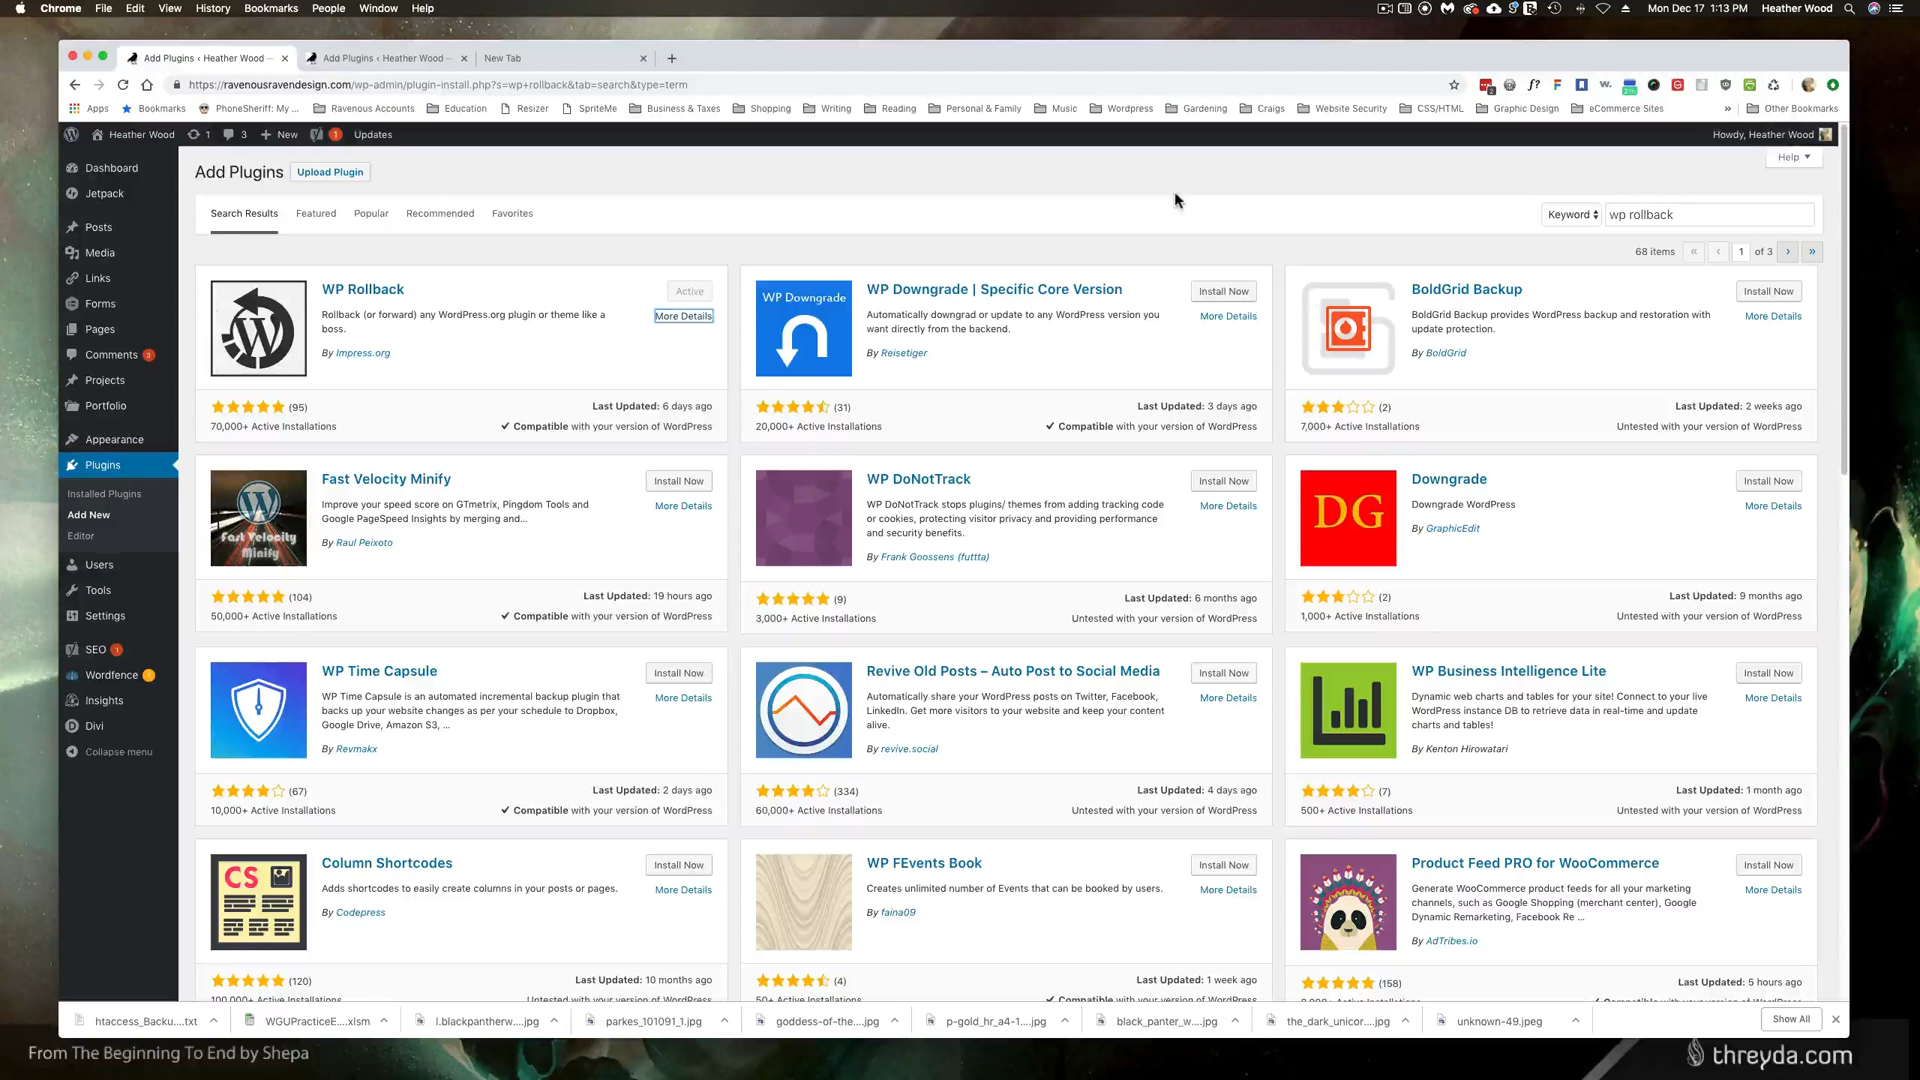 Chrome File Edit View History Bookmarks People Window Help
Mon Dec 17 1:13 PM Heather Wood
Add Plugins ‹ Heather Wood —
Add Plugins ‹ Heather Wood —
New Tab
https://ravenousravendesign.com/wp-admin/plugin-install.php?s=wp+rollback&tab=search&type=term
Apps Bookmarks PhoneSheriff: My ... Ravenous Accounts Education Resizer SpriteMe Business & Taxes Shopping Writing Reading Personal & Family Music Wordpress Gardening Craigs Website Security CSS/HTML Graphic Design eCommerce Sites » Other Bookmarks
Heather Wood 1 3 + New 1 Updates
Howdy, Heather Wood
Dashboard
Jetpack
Posts
Media
Links
Forms
Pages
Comments 3
Projects
Portfolio
Appearance
Plugins
Installed Plugins
Add New
Editor
Users
Tools
Settings
SEO 1
Wordfence
Insights
Divi
Collapse menu
Add Plugins Upload Plugin
Help
Search Results Featured Popular Recommended Favorites
Keyword wp rollback
68 items « ‹ 1 of 3 › »
WP Rollback
Active
More Details
Rollback (or forward) any WordPress.org plugin or theme like a
boss.
By Impress.org
(95)
Last Updated: 6 days ago
70,000+ Active Installations
✓ Compatible with your version of WordPress
WP Downgrade
WP Downgrade | Specific Core Version
Install Now
More Details
Automatically downgrad or update to any WordPress version you
want directly from the backend.
By Reisetiger
(31)
Last Updated: 3 days ago
20,000+ Active Installations
✓ Compatible with your version of WordPress
BoldGrid Backup
Install Now
More Details
BoldGrid Backup provides WordPress backup and restoration with
update protection.
By BoldGrid
(2)
Last Updated: 2 weeks ago
7,000+ Active Installations
Untested with your version of WordPress
Fast Velocity
Minify
Fast Velocity Minify
Install Now
More Details
Improve your speed score on GTmetrix, Pingdom Tools and
Google PageSpeed Insights by merging and...
By Raul Peixoto
(104)
Last Updated: 19 hours ago
50,000+ Active Installations
✓ Compatible with your version of WordPress
WP DoNotTrack
Install Now
More Details
WP DoNotTrack stops plugins/ themes from adding tracking code
or cookies, protecting visitor privacy and providing performance
and security benefits.
By Frank Goossens (futtta)
(9)
Last Updated: 6 months ago
3,000+ Active Installations
Untested with your version of WordPress
DG
Downgrade
Install Now
More Details
Downgrade WordPress
By GraphicEdit
(2)
Last Updated: 9 months ago
1,000+ Active Installations
Untested with your version of WordPress
WP Time Capsule
Install Now
More Details
WP Time Capsule is an automated incremental backup plugin that
backs up your website changes as per your schedule to Dropbox,
Google Drive, Amazon S3, ...
By Revmakx
(67)
Last Updated: 2 days ago
10,000+ Active Installations
✓ Compatible with your version of WordPress
Revive Old Posts – Auto Post to Social Media
Install Now
More Details
Automatically share your WordPress posts on Twitter, Facebook,
LinkedIn. Get more visitors to your website and keep your content
alive.
By revive.social
(334)
Last Updated: 4 days ago
60,000+ Active Installations
Untested with your version of WordPress
WP Business Intelligence Lite
Install Now
More Details
Dynamic web charts and tables for your site! Connect to your live
WordPress instance DB to retrieve data in real-time and update
charts and tables!
By Kenton Hirowatari
(7)
Last Updated: 1 month ago
500+ Active Installations
Untested with your version of WordPress
CS
Column Shortcodes
Install Now
More Details
Adds shortcodes to easily create columns in your posts or pages.
By Codepress
(120)
Last Updated: 10 months ago
100,000+ Active Installations
Untested with your version of WordPress
WP FEvents Book
Install Now
More Details
Creates unlimited number of Events that can be booked by users.
By faina09
(4)
Last Updated: 1 week ago
50+ Active Installations
✓ Compatible with your version of WordPress
Product Feed PRO for WooCommerce
Install Now
More Details
Generate WooCommerce product feeds for all your marketing
channels, such as Google Shopping (merchant center), Google
Dynamic Remarketing, Facebook Re ...
By AdTribes.io
(158)
Last Updated: 5 hours ago
htaccess_Backu....txt
WGUPracticeE....xlsm
l.blackpantherw....jpg
parkes_101091_1.jpg
goddess-of-the....jpg
p-gold_hr_a4-1....jpg
black_panter_w....jpg
the_dark_unicor....jpg
unknown-49.jpeg
Show All
From The Beginning To End by Shepa
threyda.com